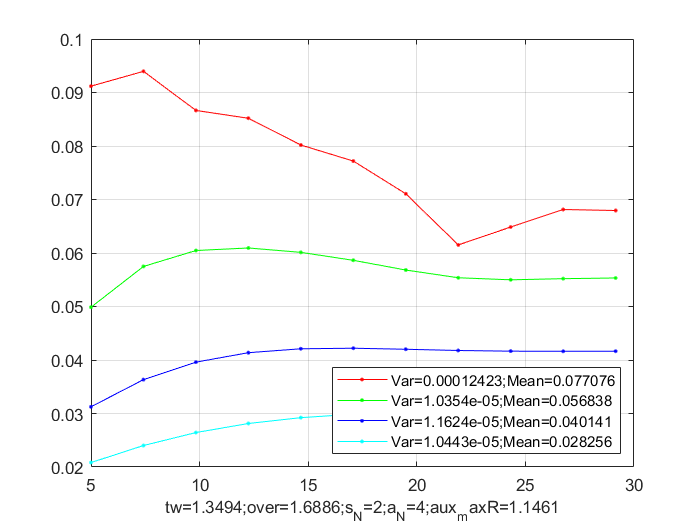 0.1
0.09
0.08
0.07
0.06
0.05
0.04
0.03
0.02
Var=0.00012423;Mean=0.077076
Var=1.0354e-05;Mean=0.056838
Var=1.1624e-05;Mean=0.040141
Var=1.0443e-05;Mean=0.028256
5 10 15 20 25 30
tw=1.3494;over=1.6886;s_N=2;a_N=4;aux_maxR=1.1461